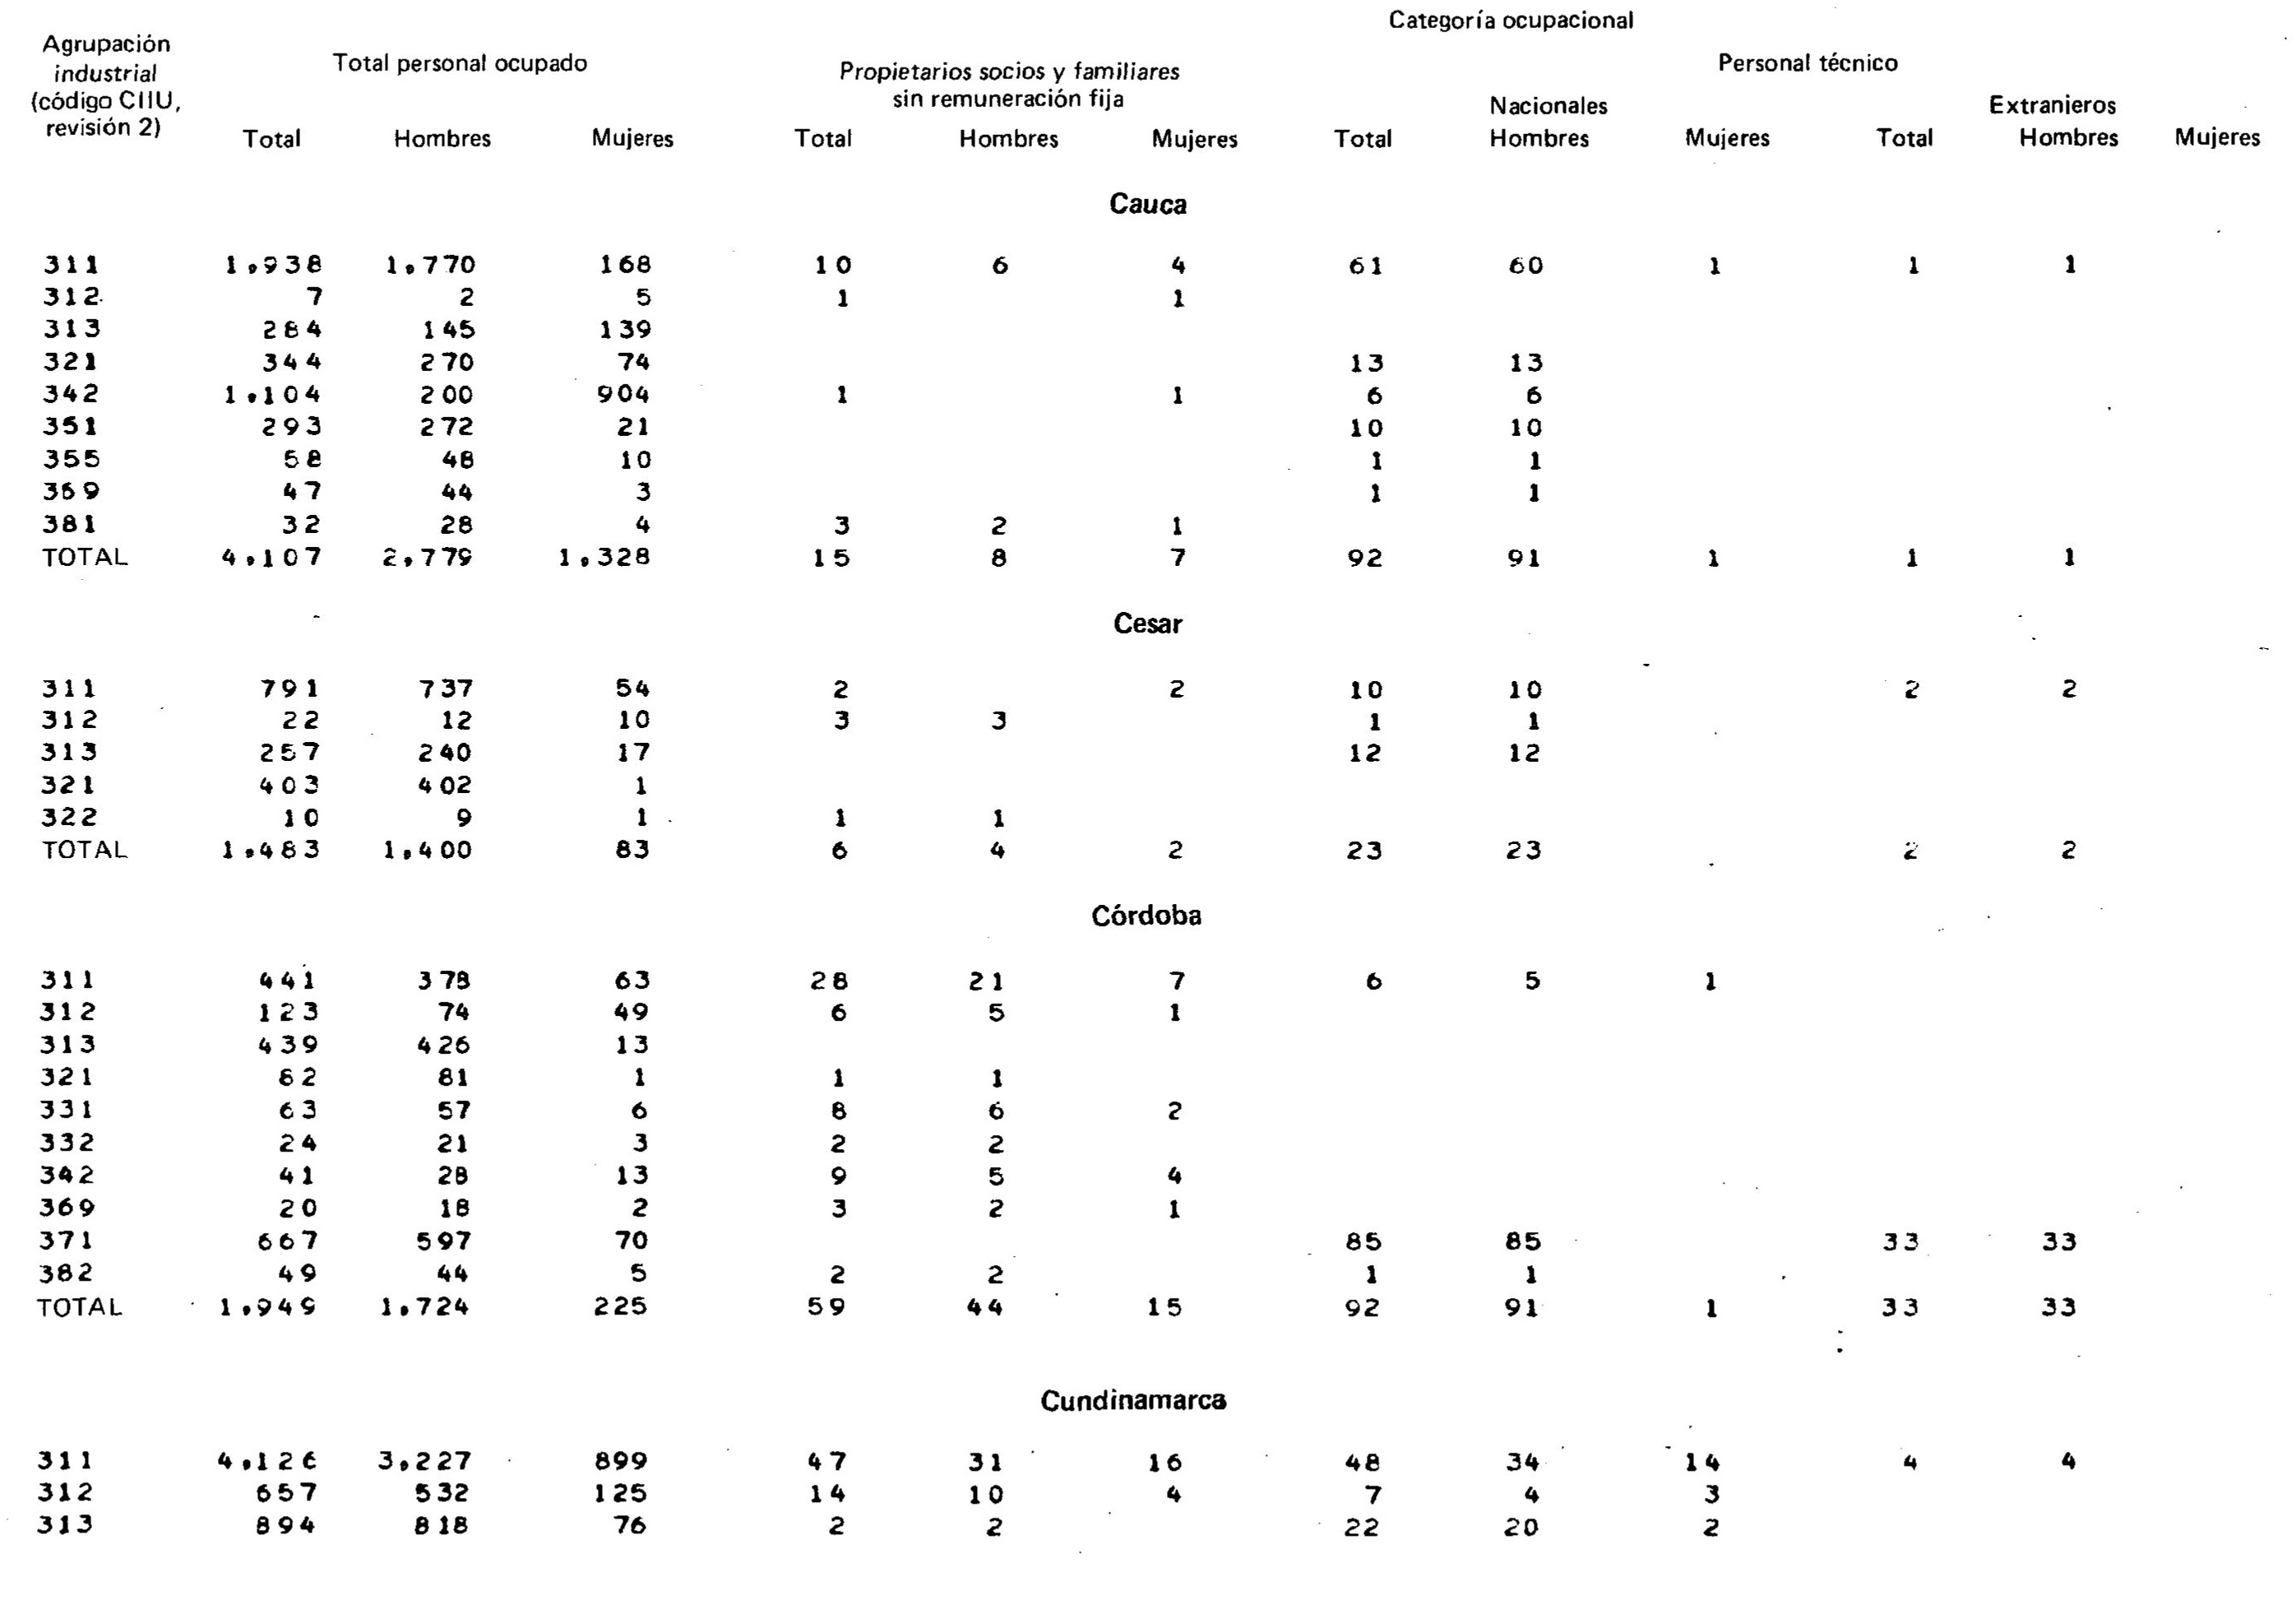 Categoría ocupacional
Agrupación industrial (código CIIU, revisión 2) Total personal ocupado Propietarios socios y familiares sin remuneración fija Personal técnico
Nacionales Extranieros
Total Hombres Mujeres Total Hombres Mujeres Total Hombres Mujeres Total Hombres Mujeres
Cauca
311 1,938 1,770 168 10 6 4 61 60 1 1 1
312 7 2 5 1 1
313 284 145 139
321 344 270 74 13 13
342 1,104 200 904 1 1 6 6
351 293 272 21 10 10
355 58 48 10 1 1
369 47 44 3 1 1
381 32 28 4 3 2 1
TOTAL 4,107 2,779 1,328 15 8 7 92 91 1 1 1
Cesar
311 791 737 54 2 2 10 10 2 2
312 22 12 10 3 3 1 1
313 257 240 17 12 12
321 403 402 1
322 10 9 1 1 1
TOTAL 1,483 1,400 83 6 4 2 23 23 2 2
Córdoba
311 441 378 63 28 21 7 6 5 1
312 123 74 49 6 5 1
313 439 426 13
321 82 81 1 1 1
331 63 57 6 8 6 2
332 24 21 3 2 2
342 41 28 13 9 5 4
369 20 18 2 3 2 1
371 667 597 70 85 85 33 33
382 49 44 5 2 2 1 1
TOTAL 1,949 1,724 225 59 44 15 92 91 1 33 33
Cundinamarca
311 4,126 3,227 899 47 31 16 48 34 14 4 4
312 657 532 125 14 10 4 7 4 3
313 894 818 76 2 2 22 20 2